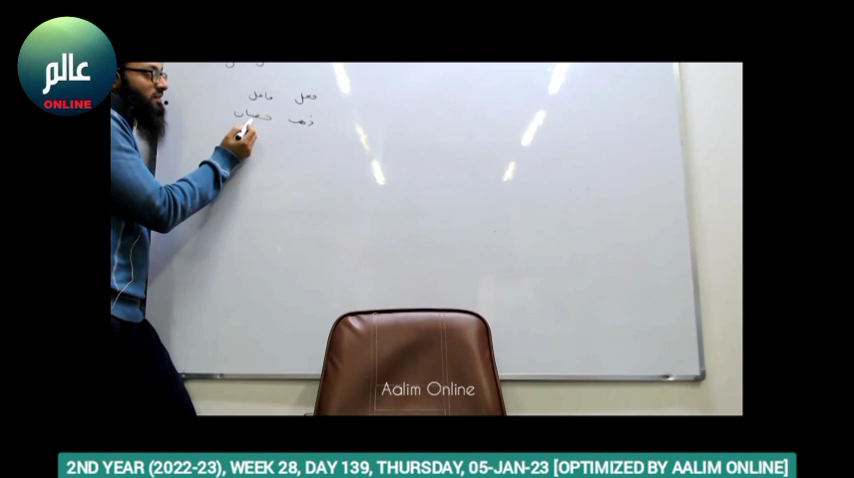 عالم
ONLINE
فعل فاعل
ذهب
Aalim Online
2ND YEAR (2022-23), WEEK 28, DAY 139, THURSDAY, 05-JAN-23 [OPTIMIZED BY AALIM ONLINE]